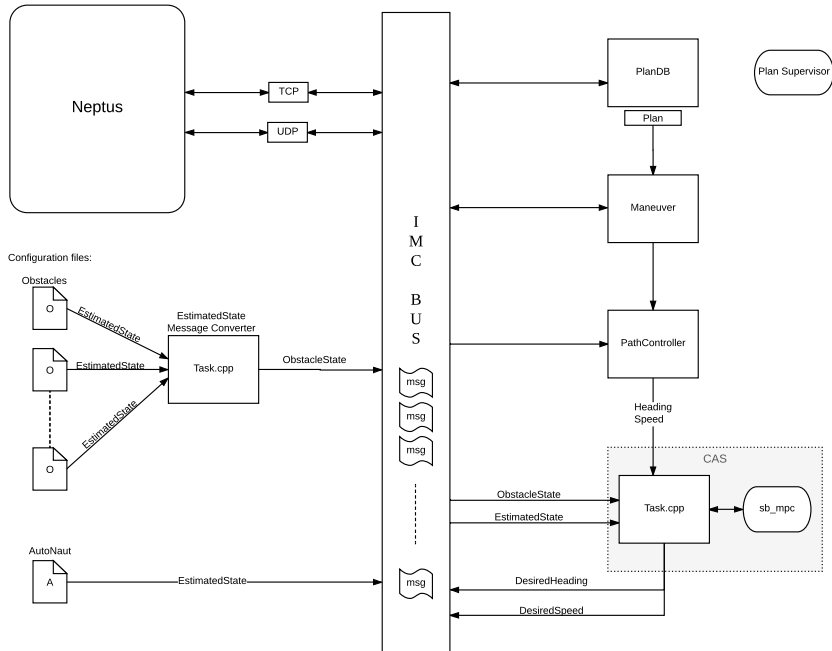 Neptus
TCP
UDP
PlanDB
Plan
Plan Supervisor
Maneuver
I
M
C
B
U
S
Configuration files:
Obstacles
O
EstimatedState
EstimatedState
Message Converter
Task.cpp
ObstacleState
O
EstimatedState
O
EstimatedState
PathController
Heading
Speed
msg
msg
msg
CAS
ObstacleState
EstimatedState
Task.cpp
sb_mpc
AutoNaut
A
EstimatedState
msg
DesiredHeading
DesiredSpeed